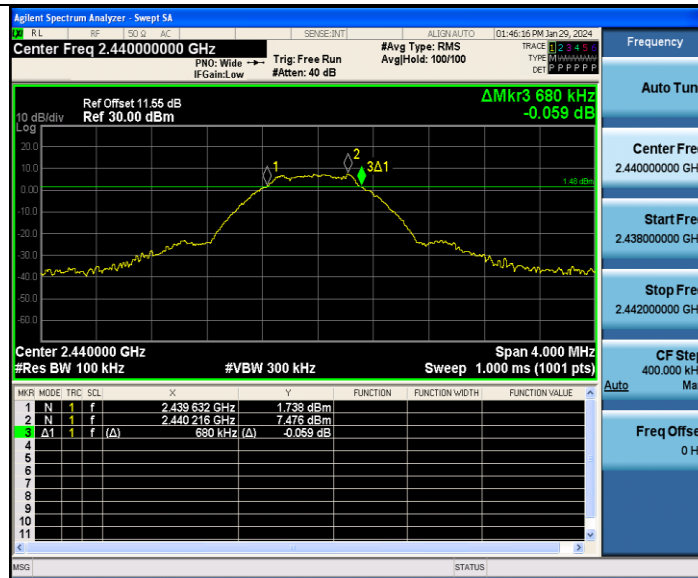 Agilent Spectrum Analyzer - Swept SA
RL RF 50 Ω AC SENSE:INT ALIGN AUTO 01:46:16 PM Jan 29, 2024
Center Freq 2.440000000 GHz
PNO: Wide
IFGain:Low
Trig: Free Run
#Atten: 40 dB
#Avg Type: RMS
Avg|Hold: 100/100
TRACE 1 2 3 4 5 6
TYPE M
DET P P P P P P
Ref Offset 11.55 dB
10 dB/div Ref 30.00 dBm
Log
ΔMkr3 680 kHz
-0.059 dB
20.0
10.0
0.00
-10.0
-20.0
-30.0
-40.0
-50.0
-60.0
1
2
3Δ1
1.48 dBm
Center 2.440000 GHz Span 4.000 MHz
#Res BW 100 kHz #VBW 300 kHz Sweep 1.000 ms (1001 pts)
MKR MODE TRC SCL X Y FUNCTION FUNCTION WIDTH FUNCTION VALUE
1 N 1 f 2.439 632 GHz 1.738 dBm
2 N 1 f 2.440 216 GHz 7.476 dBm
3 Δ1 1 f (Δ) 680 kHz (Δ) -0.059 dB
4
5
6
7
8
9
10
11
MSG STATUS
Frequency
Auto Tun
Center Fre
2.440000000 GH
Start Fre
2.438000000 GH
Stop Fre
2.442000000 GH
CF Step
400.000 kH
Auto Ma
Freq Offse
0 H